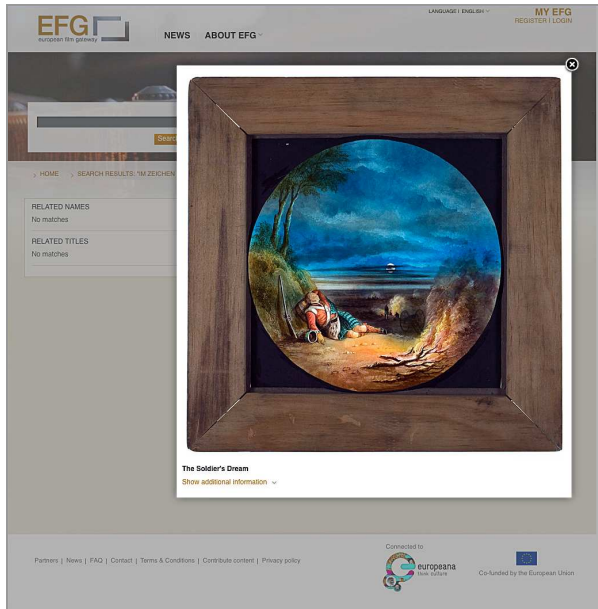 LANGUAGE I ENGLISH
MY EFG
REGISTER I LOGIN
EFG
european film gateway
NEWS ABOUT EFG
Searc
> HOME > SEARCH RESULTS: "IM ZEICHEN
RELATED NAMES
No matches
RELATED TITLES
No matches
The Soldier's Dream
Show additional information
Connected to
Partners | News | FAQ | Contact | Terms & Conditions | Contribute content | Privacy policy
europeana
think culture
Co-funded by the European Union